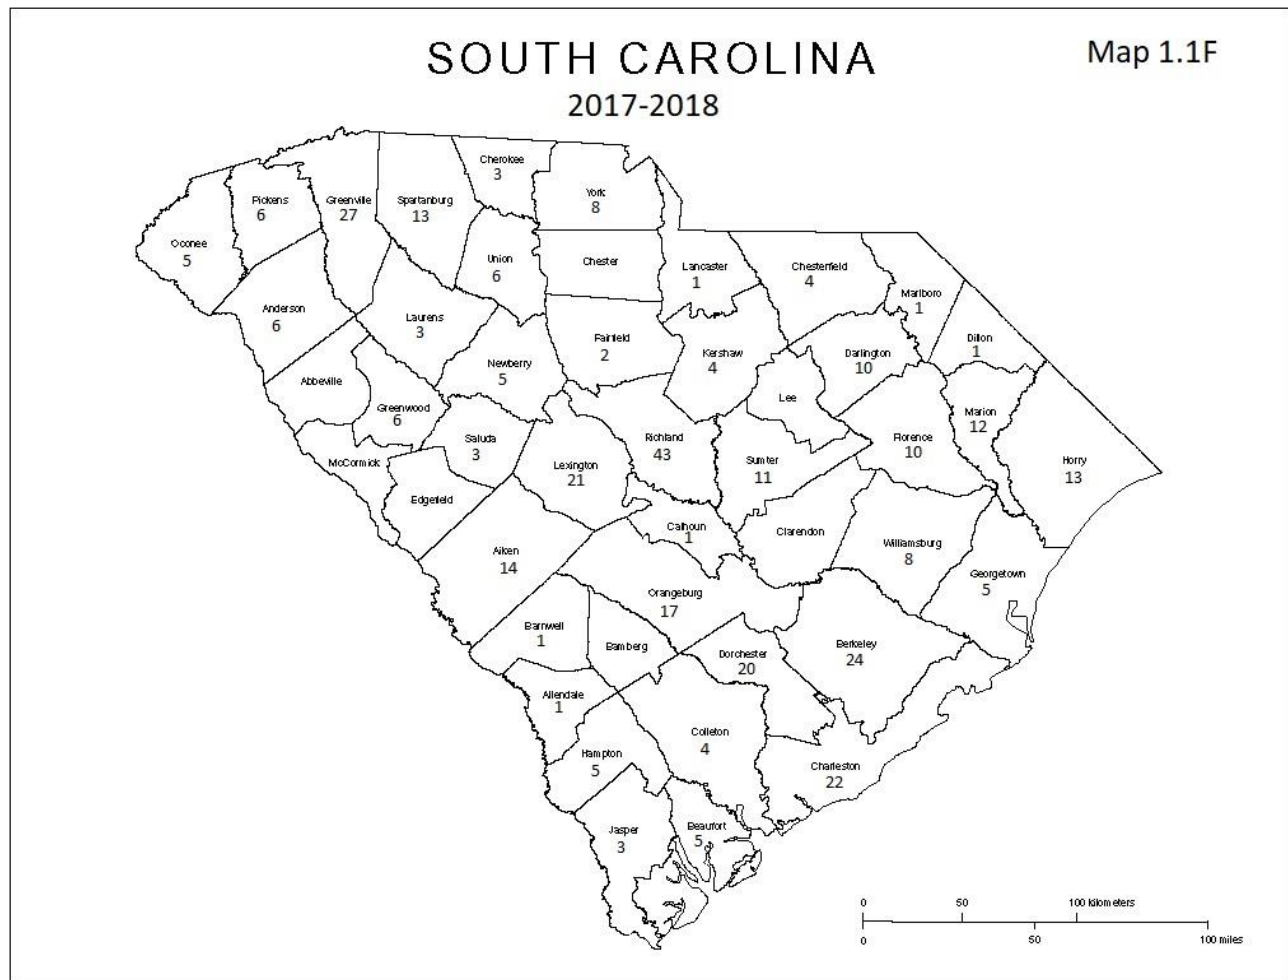 SOUTH CAROLINA
Map 1.1F
2017-2018
Cherokee
3
York
8
Pickens
6
Greenville
27
Spartanburg
13
Oconee
5
Union
6
Chester
Lancaster
1
Chesterfield
4
Marlboro
1
Anderson
6
Laurens
3
Fairfield
2
Kershaw
4
Darlington
10
Dillon
1
Newberry
5
Abbeville
Greenwood
6
Lee
Marion
12
Saluda
3
Richland
43
Florence
10
McCormick
Lexington
21
Sumter
11
Horry
13
Edgefield
Calhoun
1
Clarendon
Williamsburg
8
Aiken
14
Georgetown
5
Orangeburg
17
Barnwell
1
Bamberg
Dorchester
20
Berkeley
24
Allendale
1
Colleton
4
Hampton
5
Charleston
22
Jasper
3
Beaufort
5
0 50 100 kilometers
0 50 100 miles